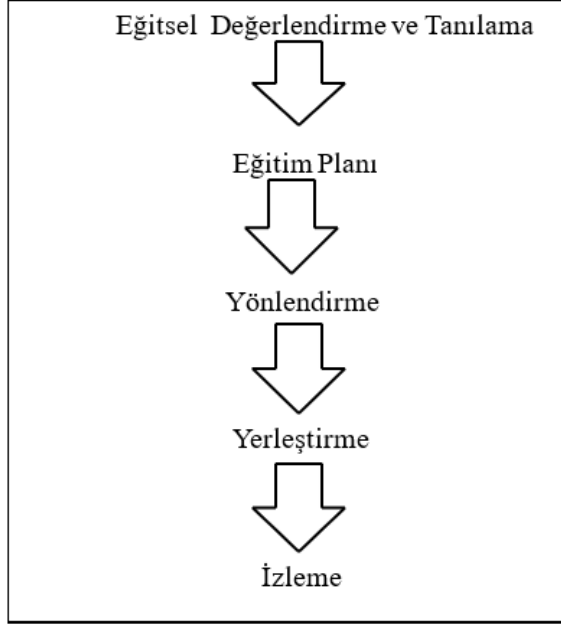 Eğitsel Değerlendirme ve Tanılama
Eğitim Planı
Yönlendirme
Yerleştirme
İzleme